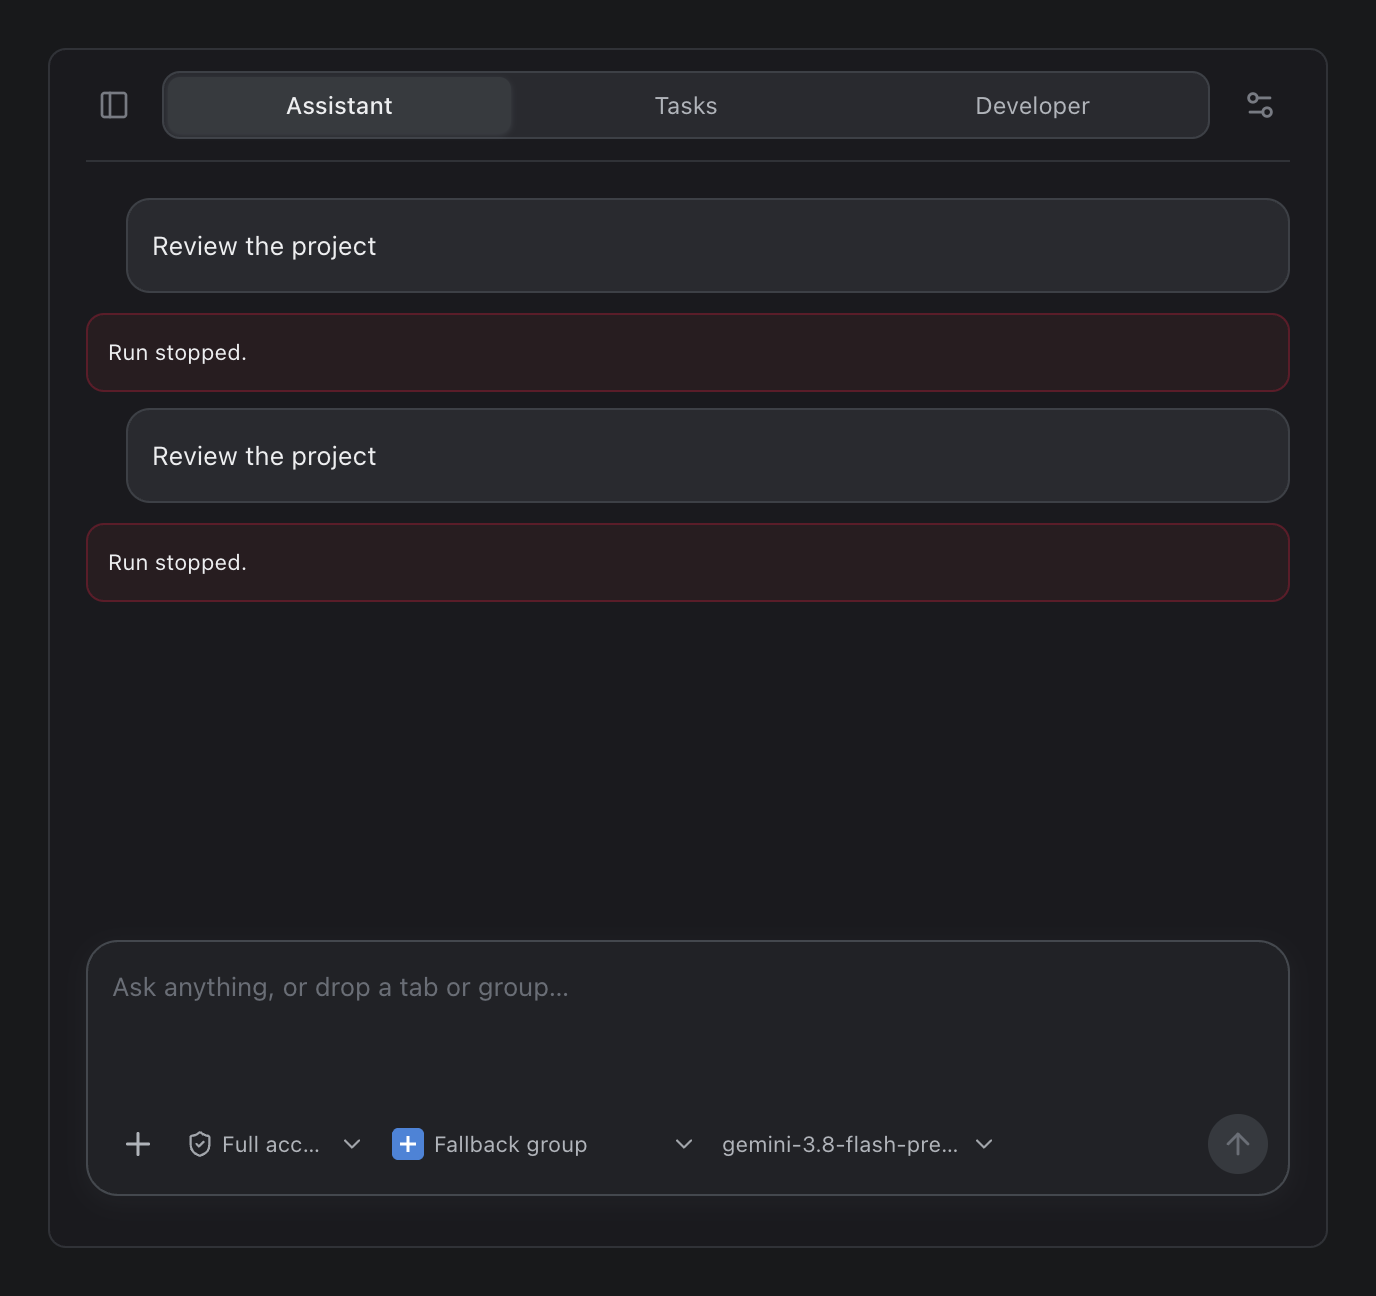 Assistant
Tasks
Developer
Review the project
Run stopped.
Review the project
Run stopped.
Ask anything, or drop a tab or group...
Full acc...
Fallback group
gemini-3.8-flash-pre...